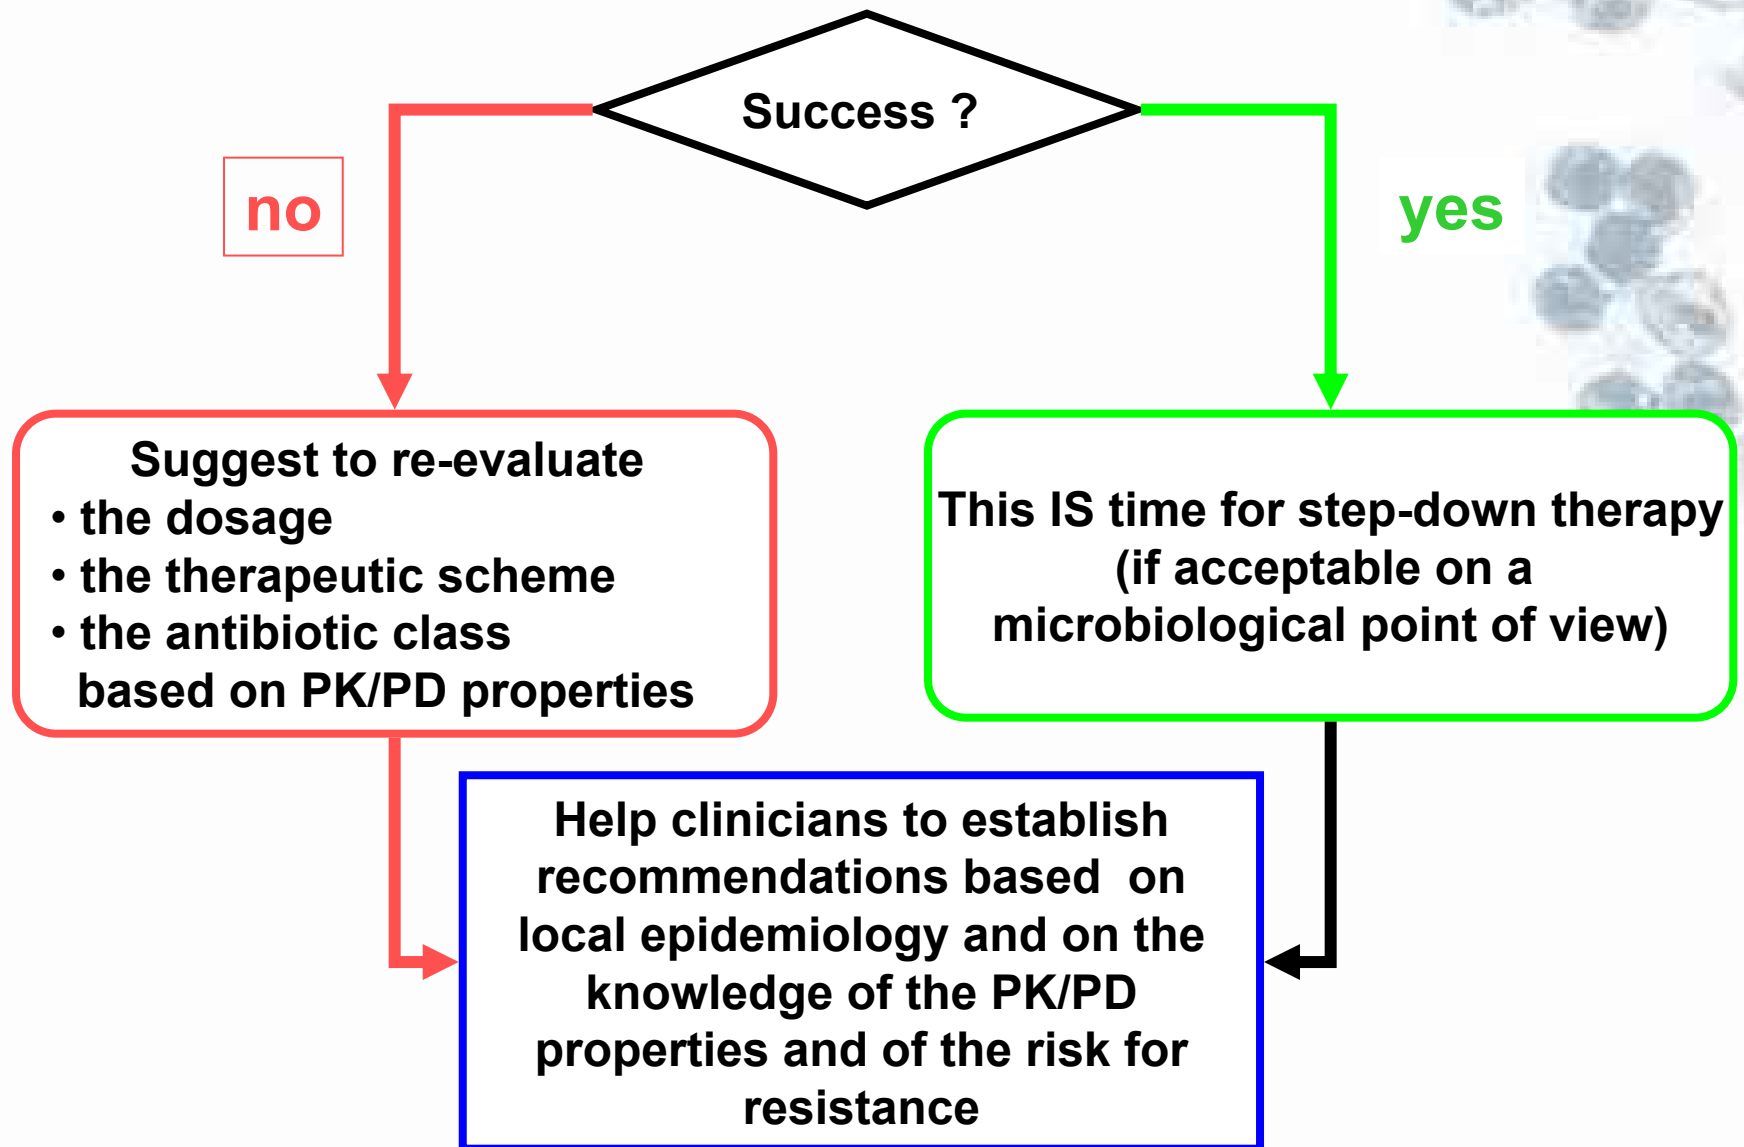 Success ?
no
yes
Suggest to re-evaluate
• the dosage
• the therapeutic scheme
• the antibiotic class
based on PK/PD properties
This IS time for step-down therapy
(if acceptable on a
microbiological point of view)
Help clinicians to establish
recommendations based on
local epidemiology and on the
knowledge of the PK/PD
properties and of the risk for
resistance